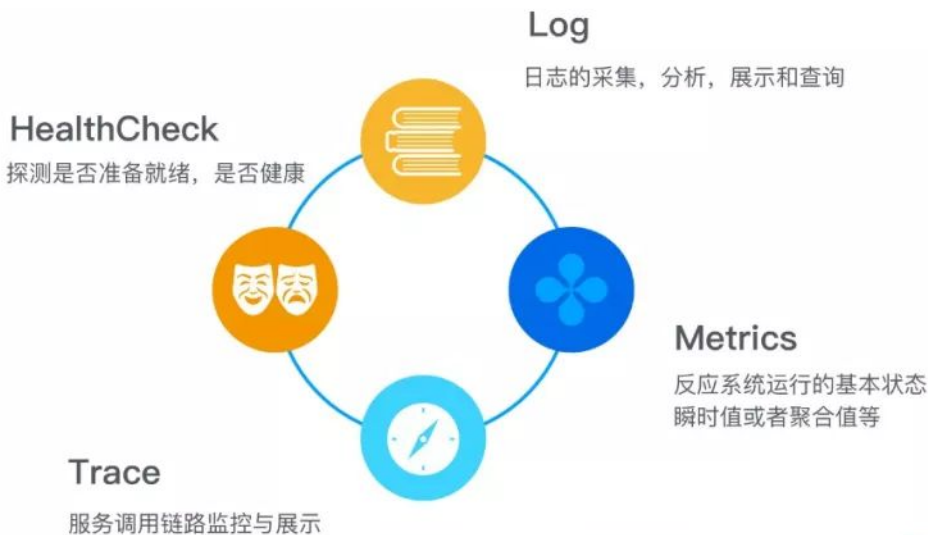 Log
日志的采集，分析，展示和查询
HealthCheck
探测是否准备就绪，是否健康
Metrics
反应系统运行的基本状态
瞬时值或者聚合值等
Trace
服务调用链路监控与展示